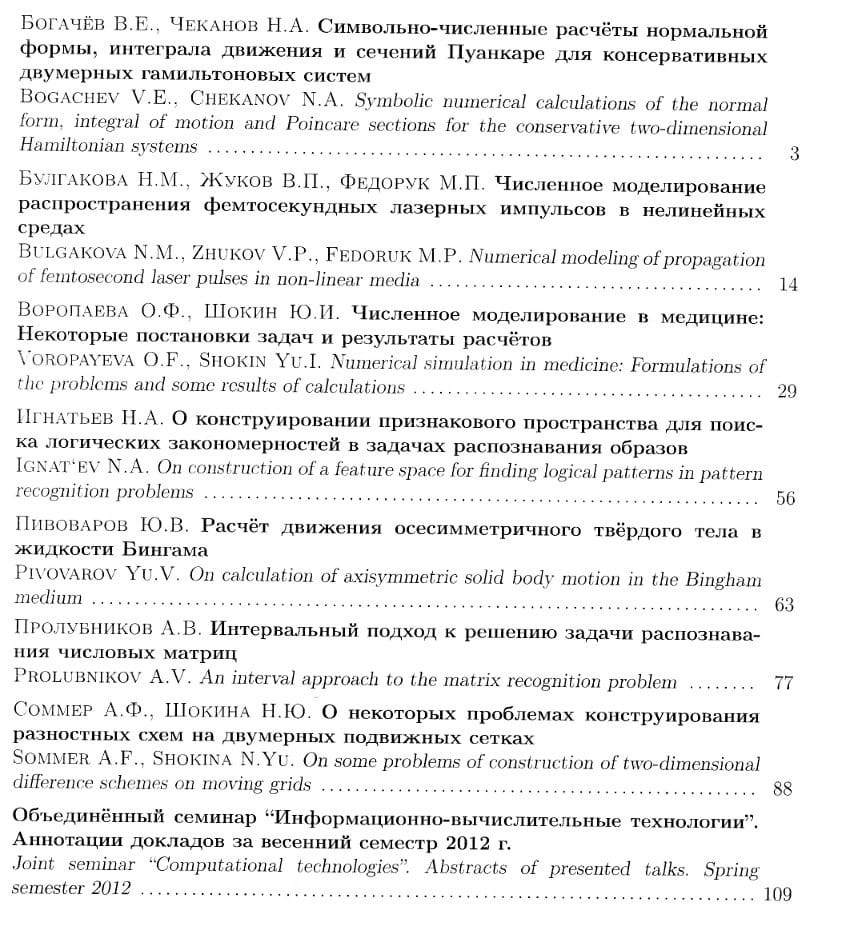 Богачёв В.Е., Чеканов Н.А. Символьно-численные расчёты нормальной
формы, интеграла движения и сечений Пуанкаре для консервативных
двумерных гамильтоновых систем
Bogachev V.E., Chekanov N.A. Symbolic numerical calculations of the normal
form, integral of motion and Poincare sections for the conservative two-dimensional
Hamiltonian systems ........ 3
Булгакова Н.М., Жуков В.П., Федорук М.П. Численное моделирование
распространения фемтосекундных лазерных импульсов в нелинейных
средах
Bulgakova N.M., Zhukov V.P., Fedoruk M.P. Numerical modeling of propagation
of femtosecond laser pulses in non-linear media ........ 14
Воропаева О.Ф., Шокин Ю.И. Численное моделирование в медицине:
Некоторые постановки задач и результаты расчётов
Voropayeva O.F., Shokin Yu.I. Numerical simulation in medicine: Formulations of
the problems and some results of calculations ........ 29
Игнатьев Н.А. О конструировании признакового пространства для поис-
ка логических закономерностей в задачах распознавания образов
Ignat‘ev N.A. On construction of a feature space for finding logical patterns in pattern
recognition problems ........ 56
Пивоваров Ю.В. Расчёт движения осесимметричного твёрдого тела в
жидкости Бингама
Pivovarov Yu.V. On calculation of axisymmetric solid body motion in the Bingham
medium ........ 63
Пролубников А.В. Интервальный подход к решению задачи распознава-
ния числовых матриц
Prolubnikov A.V. An interval approach to the matrix recognition problem ........ 77
Соммер А.Ф., Шокина Н.Ю. О некоторых проблемах конструирования
разностных схем на двумерных подвижных сетках
Sommer A.F., Shokina N.Yu. On some problems of construction of two-dimensional
difference schemes on moving grids ........ 88
Объединённый семинар “Информационно-вычислительные технологии”.
Аннотации докладов за весенний семестр 2012 г.
Joint seminar “Computational technologies”. Abstracts of presented talks. Spring
semester 2012 ........ 109